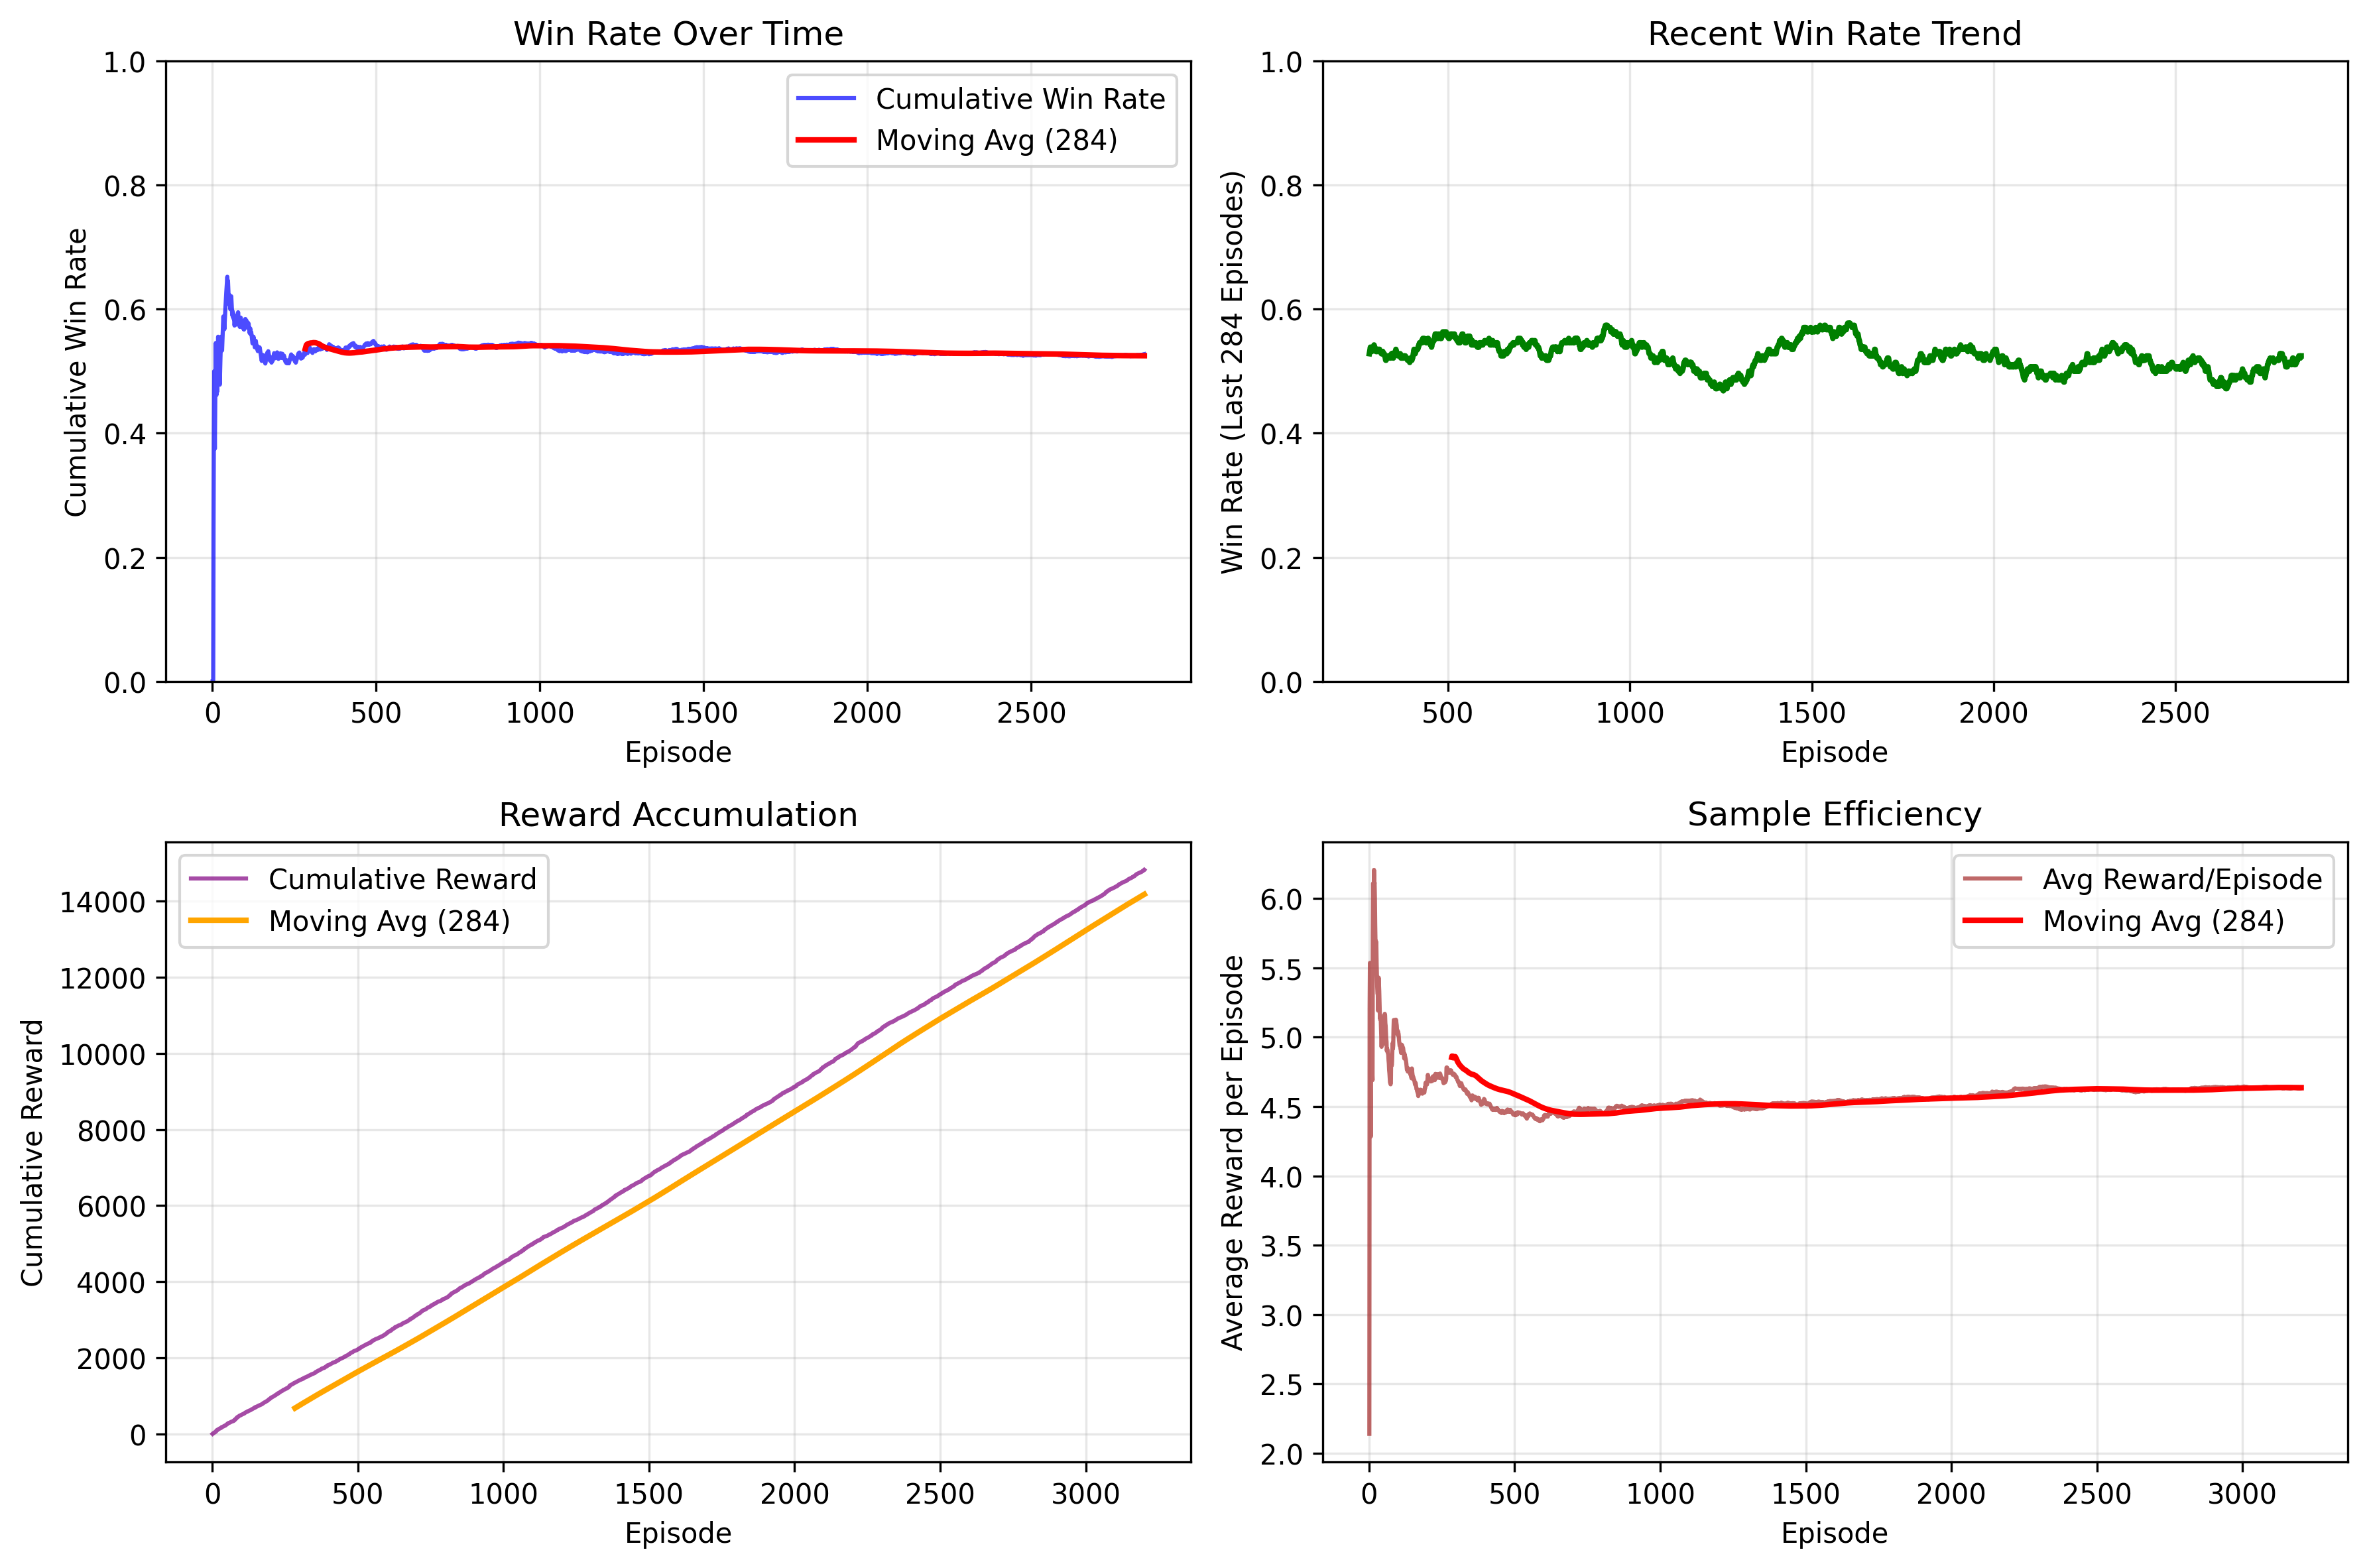 Win Rate Over Time
Cumulative Win Rate
1.0
0.8
0.6
0.4
0.2
0.0
Cumulative Win Rate
Moving Avg (284)
0 500 1000 1500 2000 2500
Episode
Recent Win Rate Trend
Win Rate (Last 284 Episodes)
1.0
0.8
0.6
0.4
0.2
0.0
500 1000 1500 2000 2500
Episode
Reward Accumulation
Cumulative Reward
14000
12000
10000
8000
6000
4000
2000
0
Cumulative Reward
Moving Avg (284)
0 500 1000 1500 2000 2500 3000
Episode
Sample Efficiency
Average Reward per Episode
6.0
5.5
5.0
4.5
4.0
3.5
3.0
2.5
2.0
Avg Reward/Episode
Moving Avg (284)
0 500 1000 1500 2000 2500 3000
Episode